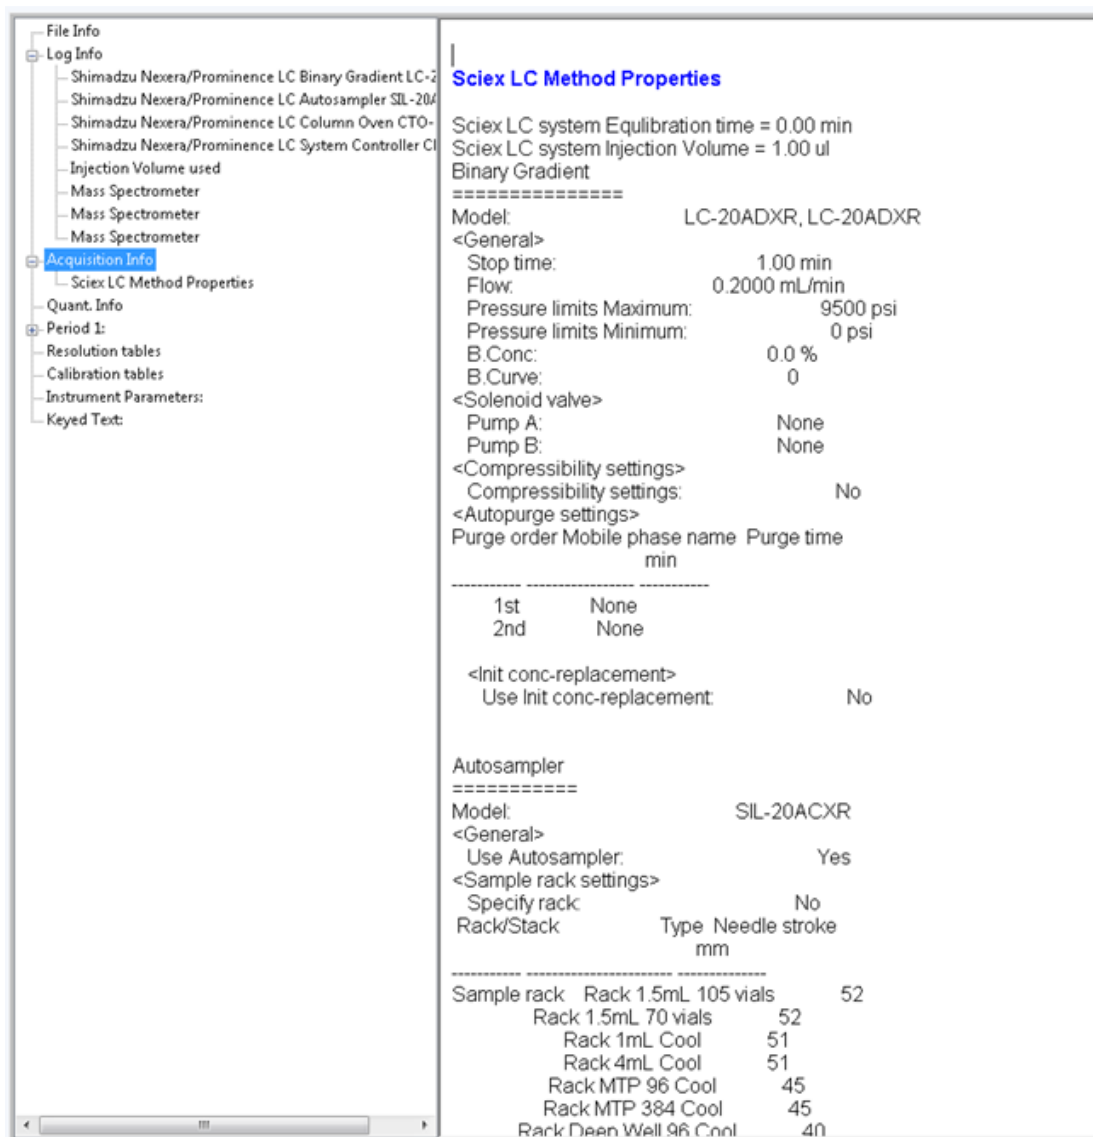 File Info
Log Info
Shimadzu Nexera/Prominence LC Binary Gradient LC-2
Shimadzu Nexera/Prominence LC Autosampler SIL-20A
Shimadzu Nexera/Prominence LC Column Oven CTO-
Shimadzu Nexera/Prominence LC System Controller C
Injection Volume used
Mass Spectrometer
Mass Spectrometer
Mass Spectrometer
Acquisition Info
Sciex LC Method Properties
Quant. Info
Period 1:
Resolution tables
Calibration tables
Instrument Parameters:
Keyed Text:
Sciex LC Method Properties
Sciex LC system Equlibration time = 0.00 min
Sciex LC system Injection Volume = 1.00 ul
Binary Gradient
===============
Model: LC-20ADXR, LC-20ADXR
<General>
Stop time: 1.00 min
Flow: 0.2000 mL/min
Pressure limits Maximum: 9500 psi
Pressure limits Minimum: 0 psi
B.Conc: 0.0 %
B.Curve: 0
<Solenoid valve>
Pump A: None
Pump B: None
<Compressibility settings>
Compressibility settings: No
<Autopurge settings>
Purge order Mobile phase name Purge time
min
----------- ----------------- -----------
1st None
2nd None
<Init conc-replacement>
Use Init conc-replacement: No
Autosampler
===========
Model: SIL-20ACXR
<General>
Use Autosampler: Yes
<Sample rack settings>
Specify rack: No
Rack/Stack Type Needle stroke
mm
----------- ----------------------- --------------
Sample rack Rack 1.5mL 105 vials 52
Rack 1.5mL 70 vials 52
Rack 1mL Cool 51
Rack 4mL Cool 51
Rack MTP 96 Cool 45
Rack MTP 384 Cool 45
Rack Deep Well 96 Cool 40